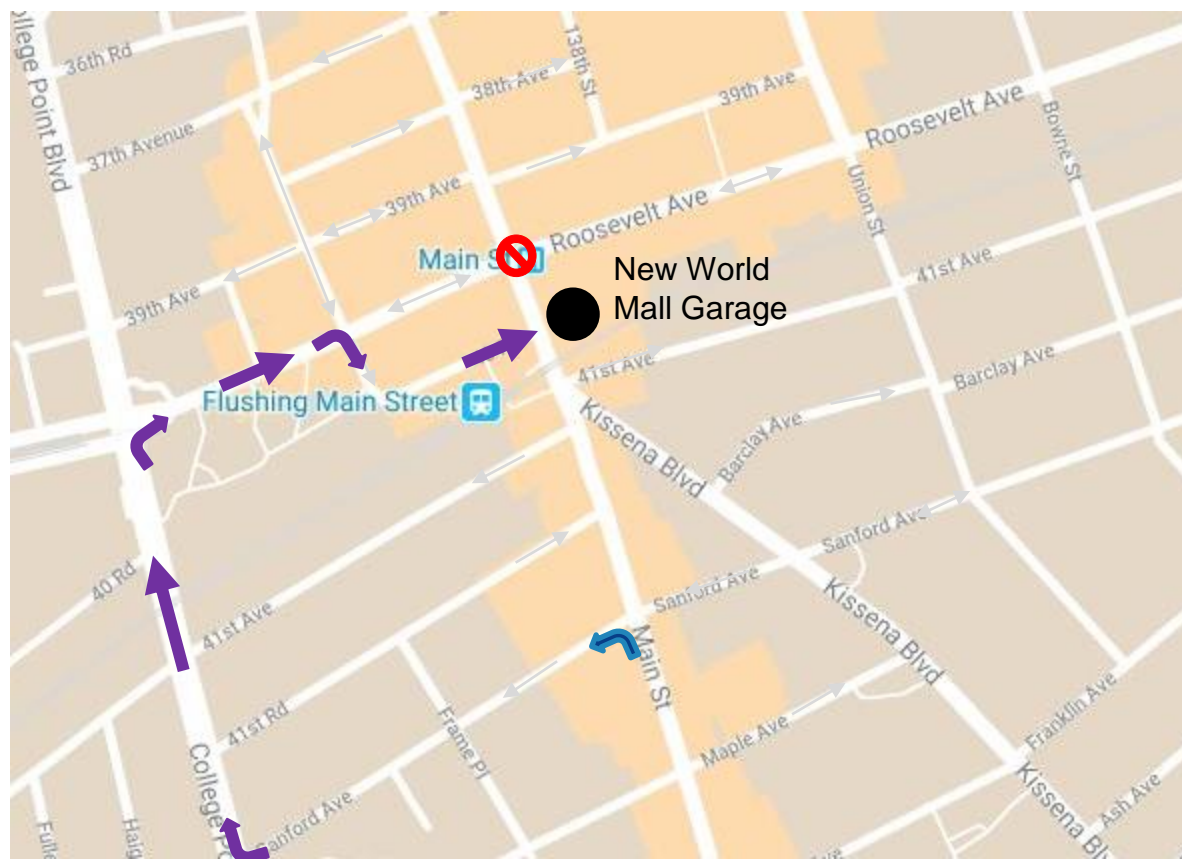 College Point Blvd
36th Rd
37th Avenue
38th Ave
138th St
39th Ave
39th Ave
39th Ave
Roosevelt Ave
Roosevelt Ave
Bowne St
Union St
Main
New World
Mall Garage
41st Ave
41st Ave
Flushing Main Street
Kissena Blvd
Barclay Ave
Barclay Ave
40 Rd
41st Ave
Sanford Ave
Sanford Ave
Main St
Kissena Blvd
41st Rd
Frame Pl
Maple Ave
Franklin Ave
College
Sanford Ave
Kissena
Ash Ave